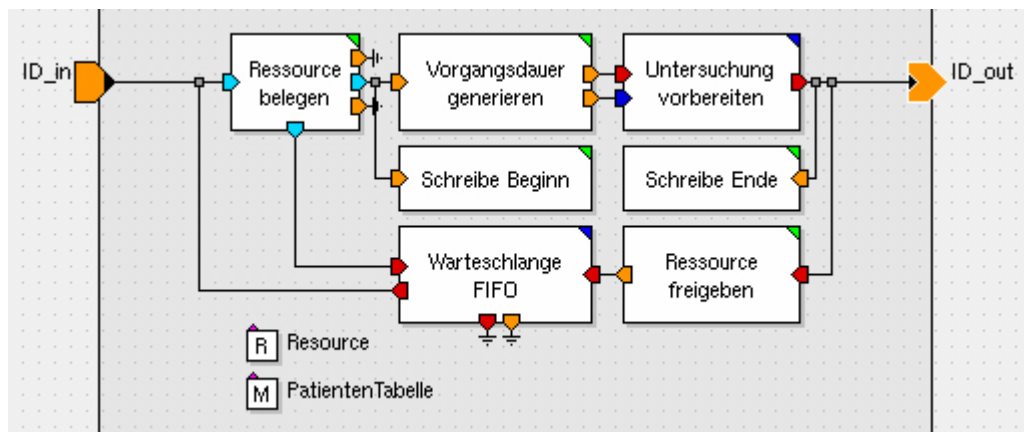 ID_in
Ressource
belegen
Vorgangsdauer
generieren
Untersuchung
vorbereiten
ID_out
Schreibe Beginn
Schreibe Ende
Warteschlange
FIFO
Ressource
freigeben
R Resource
M PatientenTabelle